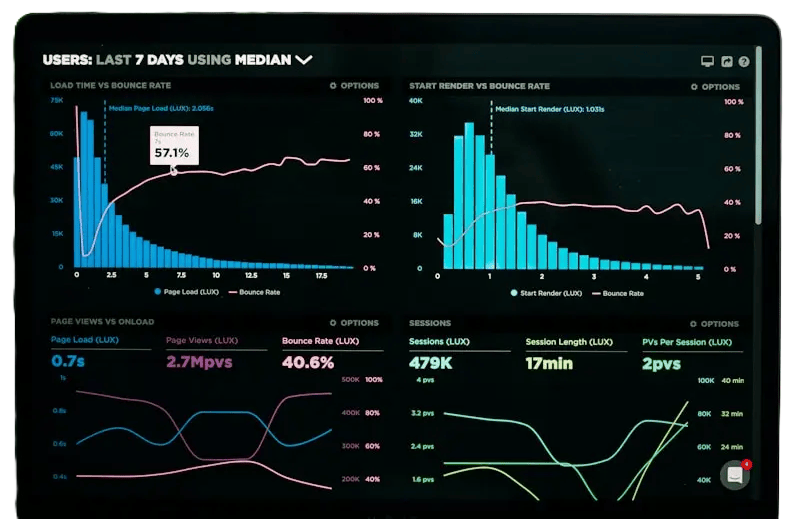 USERS: LAST 7 DAYS USING MEDIAN
LOAD TIME VS BOUNCE RATE
OPTIONS
75K
60K
45K
30K
15K
0
Median Page Load (LUX): 2.056s
Bounce Rate
7s
57.1%
100 %
80 %
60 %
40 %
20 %
0 %
0 2.5 5 7.5 10 12.5 15 17.5
Page Load (LUX) Bounce Rate
START RENDER VS BOUNCE RATE
OPTIONS
40K
32K
24K
16K
8K
0
Median Start Render (LUX): 1.031s
100 %
80 %
60 %
40 %
20 %
0 %
0 1 2 3 4 5
Start Render (LUX) Bounce Rate
PAGE VIEWS VS ONLOAD
OPTIONS
Page Load (LUX) Page Views (LUX) Bounce Rate (LUX)
0.7s 2.7Mpvs 40.6%
1s
0.8s
0.6s
0.4s
500K 100%
400K 80%
300K 60%
200K 40%
SESSIONS
OPTIONS
Sessions (LUX) Session Length (LUX) PVs Per Session (LUX)
479K 17min 2pvs
4 pvs
3.2 pvs
2.4 pvs
1.6 pvs
100K 40 min
80K 32 min
60K 24 min
40K